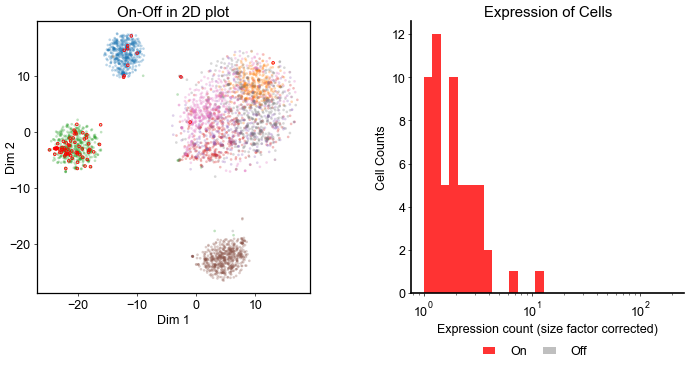 On-Off in 2D plot
Dim 2
10
0
−10
−20
−20
−10
0
10
Dim 1
Expression of Cells
Cell Counts
12
10
8
6
4
2
0
10^0
10^1
10^2
Expression count (size factor corrected)
On
Off